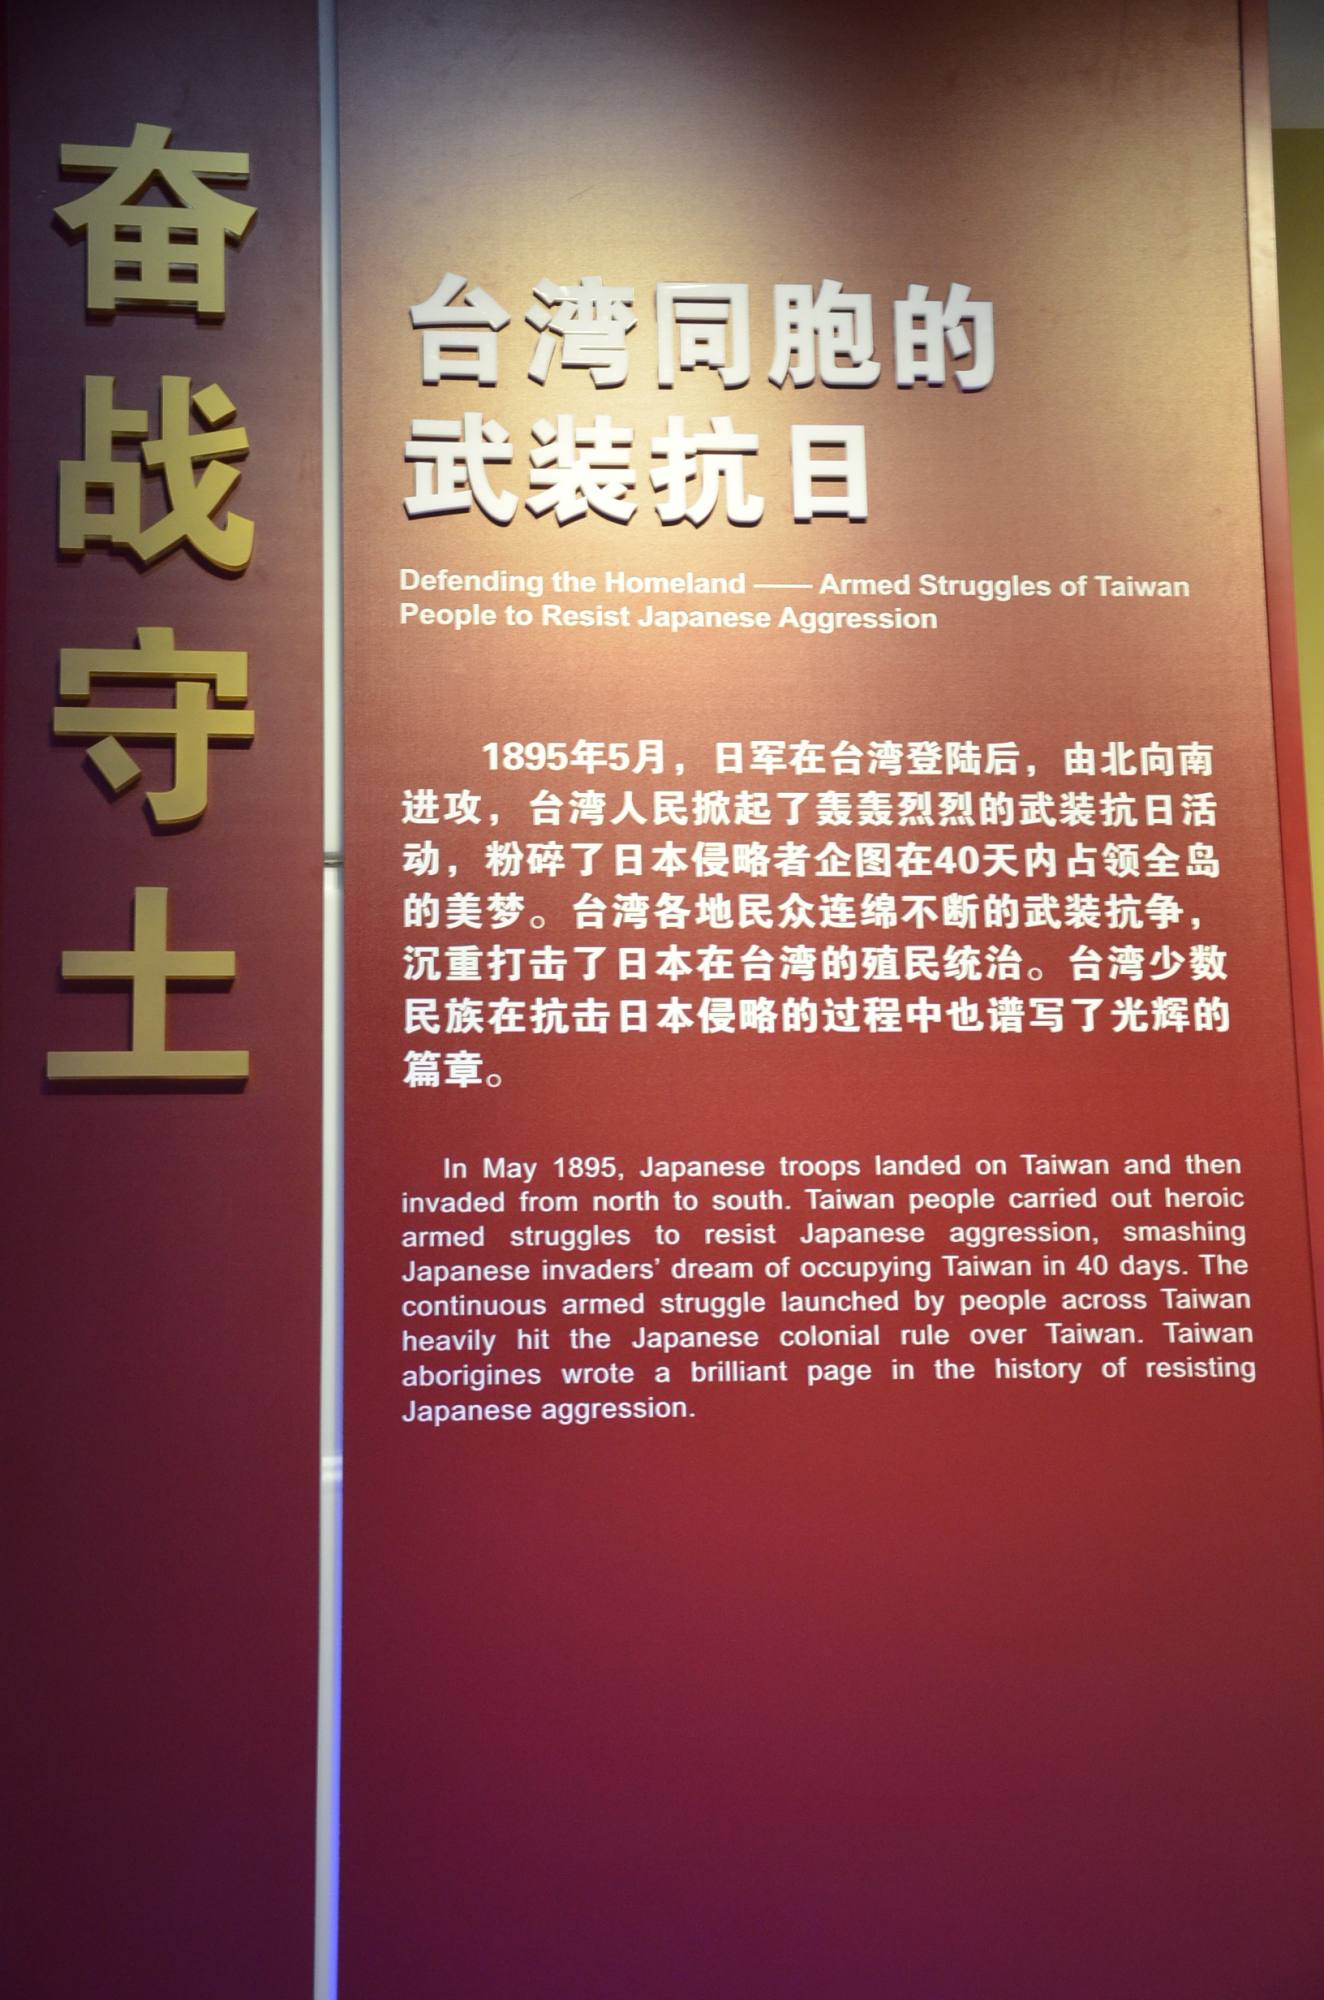 奋战守土
台湾同胞的
武装抗日
Defending the Homeland —— Armed Struggles of Taiwan
People to Resist Japanese Aggression
1895年5月，日军在台湾登陆后，由北向南
进攻，台湾人民掀起了轰轰烈烈的武装抗日活
动，粉碎了日本侵略者企图在40天内占领全岛
的美梦。台湾各地民众连绵不断的武装抗争，
沉重打击了日本在台湾的殖民统治。台湾少数
民族在抗击日本侵略的过程中也谱写了光辉的
篇章。
In May 1895, Japanese troops landed on Taiwan and then
invaded from north to south. Taiwan people carried out heroic
armed struggles to resist Japanese aggression, smashing
Japanese invaders’ dream of occupying Taiwan in 40 days. The
continuous armed struggle launched by people across Taiwan
heavily hit the Japanese colonial rule over Taiwan. Taiwan
aborigines wrote a brilliant page in the history of resisting
Japanese aggression.